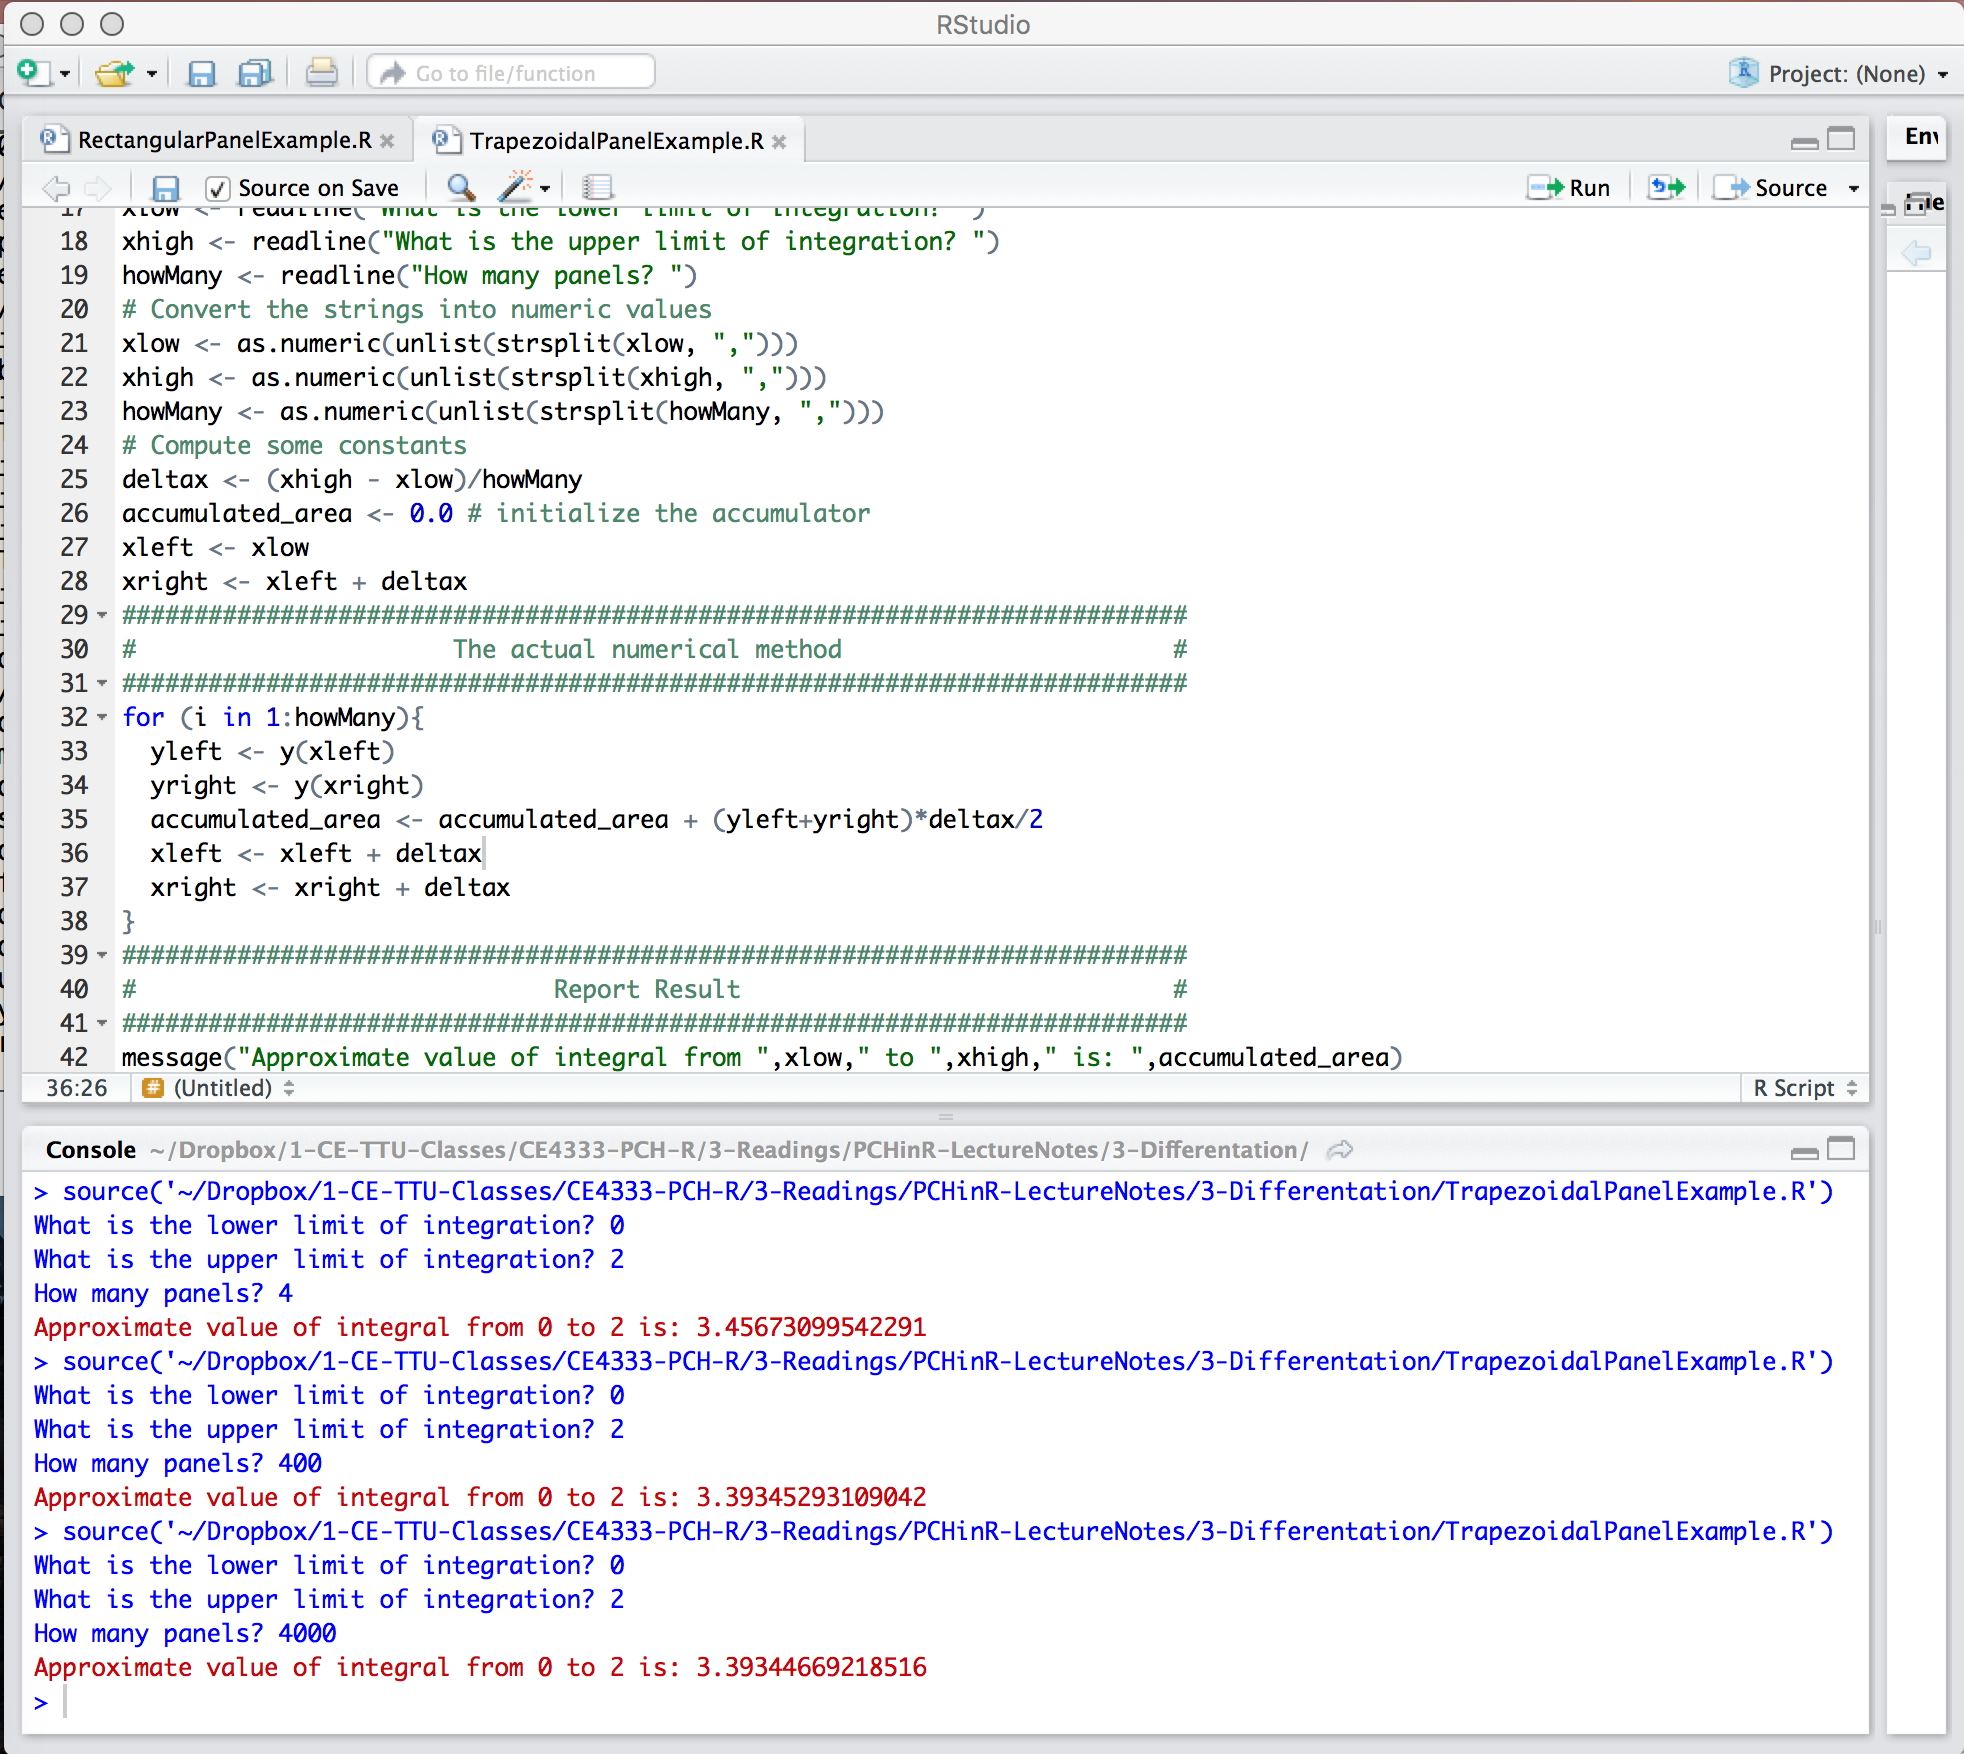 RStudio
Go to file/function
Project: (None)
RectangularPanelExample.R
TrapezoidalPanelExample.R
Env
Source on Save
Run
Source
17 xlow <- readline("What is the lower limit of integration? ")
18 xhigh <- readline("What is the upper limit of integration? ")
19 howMany <- readline("How many panels? ")
20 # Convert the strings into numeric values
21 xlow <- as.numeric(unlist(strsplit(xlow, ",")))
22 xhigh <- as.numeric(unlist(strsplit(xhigh, ",")))
23 howMany <- as.numeric(unlist(strsplit(howMany, ",")))
24 # Compute some constants
25 deltax <- (xhigh - xlow)/howMany
26 accumulated_area <- 0.0 # initialize the accumulator
27 xleft <- xlow
28 xright <- xleft + deltax
29 ##########################################################################
30 # The actual numerical method #
31 ##########################################################################
32 for (i in 1:howMany){
33 yleft <- y(xleft)
34 yright <- y(xright)
35 accumulated_area <- accumulated_area + (yleft+yright)*deltax/2
36 xleft <- xleft + deltax
37 xright <- xright + deltax
38 }
39 ##########################################################################
40 # Report Result #
41 ##########################################################################
42 message("Approximate value of integral from ",xlow," to ",xhigh," is: ",accumulated_area)
36:26 # (Untitled) R Script
Console ~/Dropbox/1-CE-TTU-Classes/CE4333-PCH-R/3-Readings/PCHinR-LectureNotes/3-Differentation/
> source('~/Dropbox/1-CE-TTU-Classes/CE4333-PCH-R/3-Readings/PCHinR-LectureNotes/3-Differentation/TrapezoidalPanelExample.R')
What is the lower limit of integration? 0
What is the upper limit of integration? 2
How many panels? 4
Approximate value of integral from 0 to 2 is: 3.45673099542291
> source('~/Dropbox/1-CE-TTU-Classes/CE4333-PCH-R/3-Readings/PCHinR-LectureNotes/3-Differentation/TrapezoidalPanelExample.R')
What is the lower limit of integration? 0
What is the upper limit of integration? 2
How many panels? 400
Approximate value of integral from 0 to 2 is: 3.39345293109042
> source('~/Dropbox/1-CE-TTU-Classes/CE4333-PCH-R/3-Readings/PCHinR-LectureNotes/3-Differentation/TrapezoidalPanelExample.R')
What is the lower limit of integration? 0
What is the upper limit of integration? 2
How many panels? 4000
Approximate value of integral from 0 to 2 is: 3.39344669218516
>